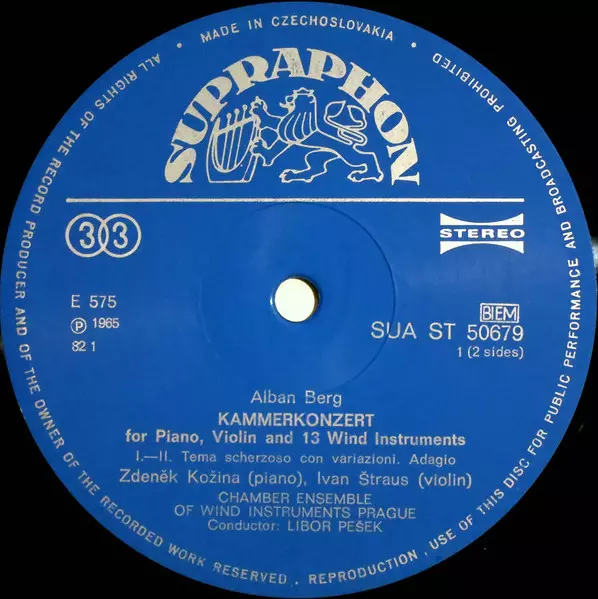 • MADE IN CZECHOSLOVAKIA •
ALL RIGHTS OF THE RECORD PRODUCER AND OF THE OWNER OF THE RECORDED WORK RESERVED. REPRODUCTION, USE OF THIS DISC FOR PUBLIC PERFORMANCE AND BROADCASTING PROHIBITED
SUPRAPHON
33
STEREO
E 575
℗ 1965
82 1
BIEM
SUA ST 50679
1 (2 sides)
Alban Berg
KAMMERKONZERT
for Piano, Violin and 13 Wind Instruments
I.—II. Tema scherzoso con variazioni. Adagio
Zdeněk Kožina (piano), Ivan Štraus (violin)
CHAMBER ENSEMBLE
OF WIND INSTRUMENTS PRAGUE
Conductor: LIBOR PEŠEK